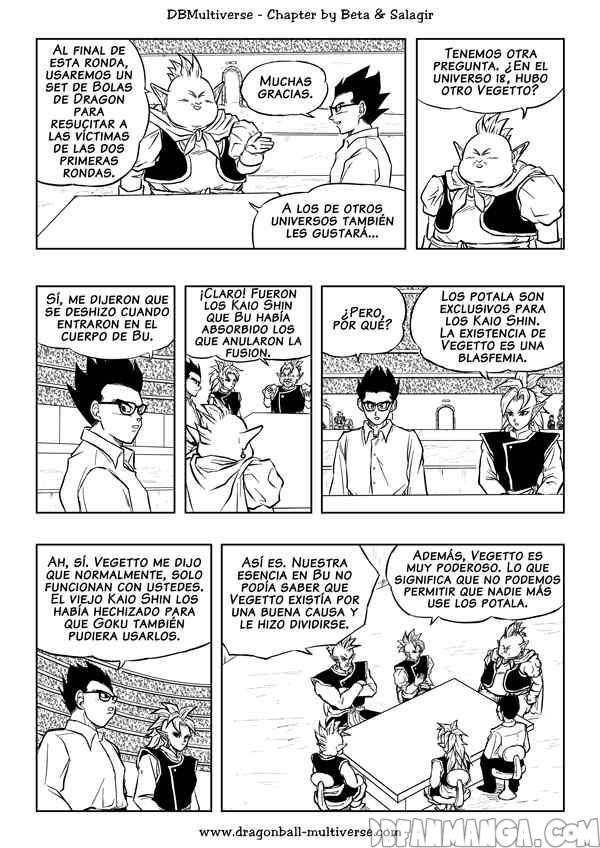 DBMultiverse - Chapter by Beta & Salagir
Al final de
esta ronda,
usaremos un
set de Bolas
de Dragon
para
resucitar a
las víctimas
de las dos
primeras
rondas.
Muchas
gracias.
A los de otros
universos también
les gustará...
Tenemos otra
pregunta. ¿En el
universo 18, hubo
otro Vegetto?
Sí, me dijeron que
se deshizo cuando
entraron en el
cuerpo de Bu.
¡Claro! Fueron
los Kaio Shin
que Bu había
absorbido los
que anularon la
fusion.
¿Pero,
por qué?
Los potala son
exclusivos para
los Kaio Shin.
La existencia de
Vegetto es una
blasfemia.
Ah, sí. Vegetto me dijo
que normalmente, solo
funcionan con ustedes.
El viejo Kaio Shin los
había hechizado para
que Goku también
pudiera usarlos.
Así es. Nuestra
esencia en Bu no
podía saber que
Vegetto existía por
una buena causa y
le hizo dividirse.
Además, Vegetto es
muy poderoso. Lo que
significa que no podemos
permitir que nadie más
use los potala.
www.dragonball-multiverse.com
DBFANMANGA.COM